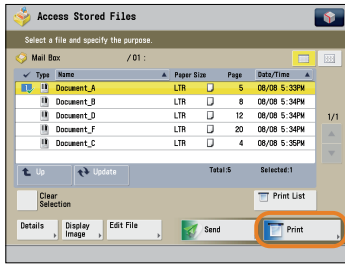 Access Stored Files
Select a file and specify the purpose.
Mail Box / 01 :
Type Name Paper Size Page Date/Time
1 Document_A LTR 5 08/08 5:33PM
Document_B LTR 8 08/08 5:34PM
Document_D LTR 12 08/08 5:34PM
Document_F LTR 20 08/08 5:34PM
Document_C LTR 4 08/08 5:35PM
1/1
Up Update Total:5 Selected:1
Clear Selection Print List
Details Display Image Edit File Send Print